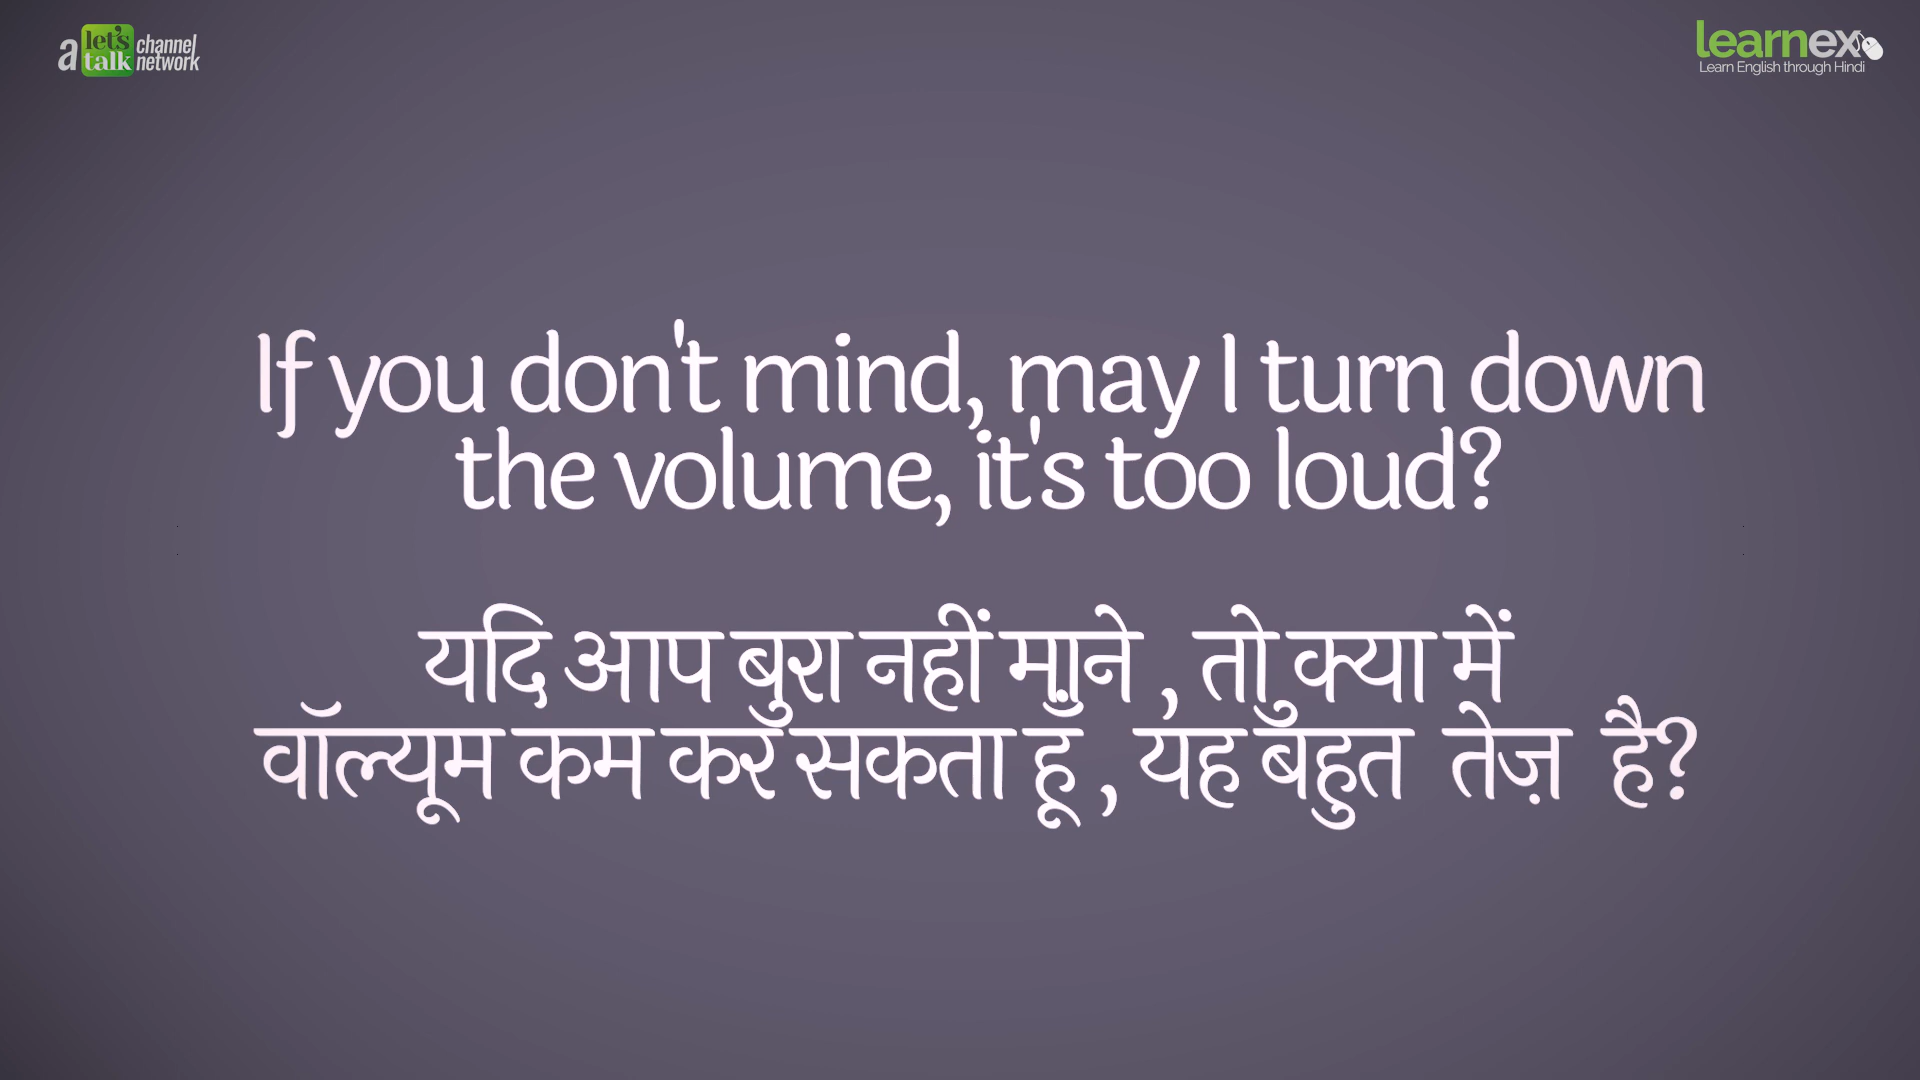 a let's talk channel network
learnex
Learn English through Hindi
If you don't mind, may I turn down
the volume, it's too loud?
यदि आप बुरा नहीं माने , तो क्या में
वॉल्यूम कम कर सकता हूँ , यह बहुत तेज़ है?